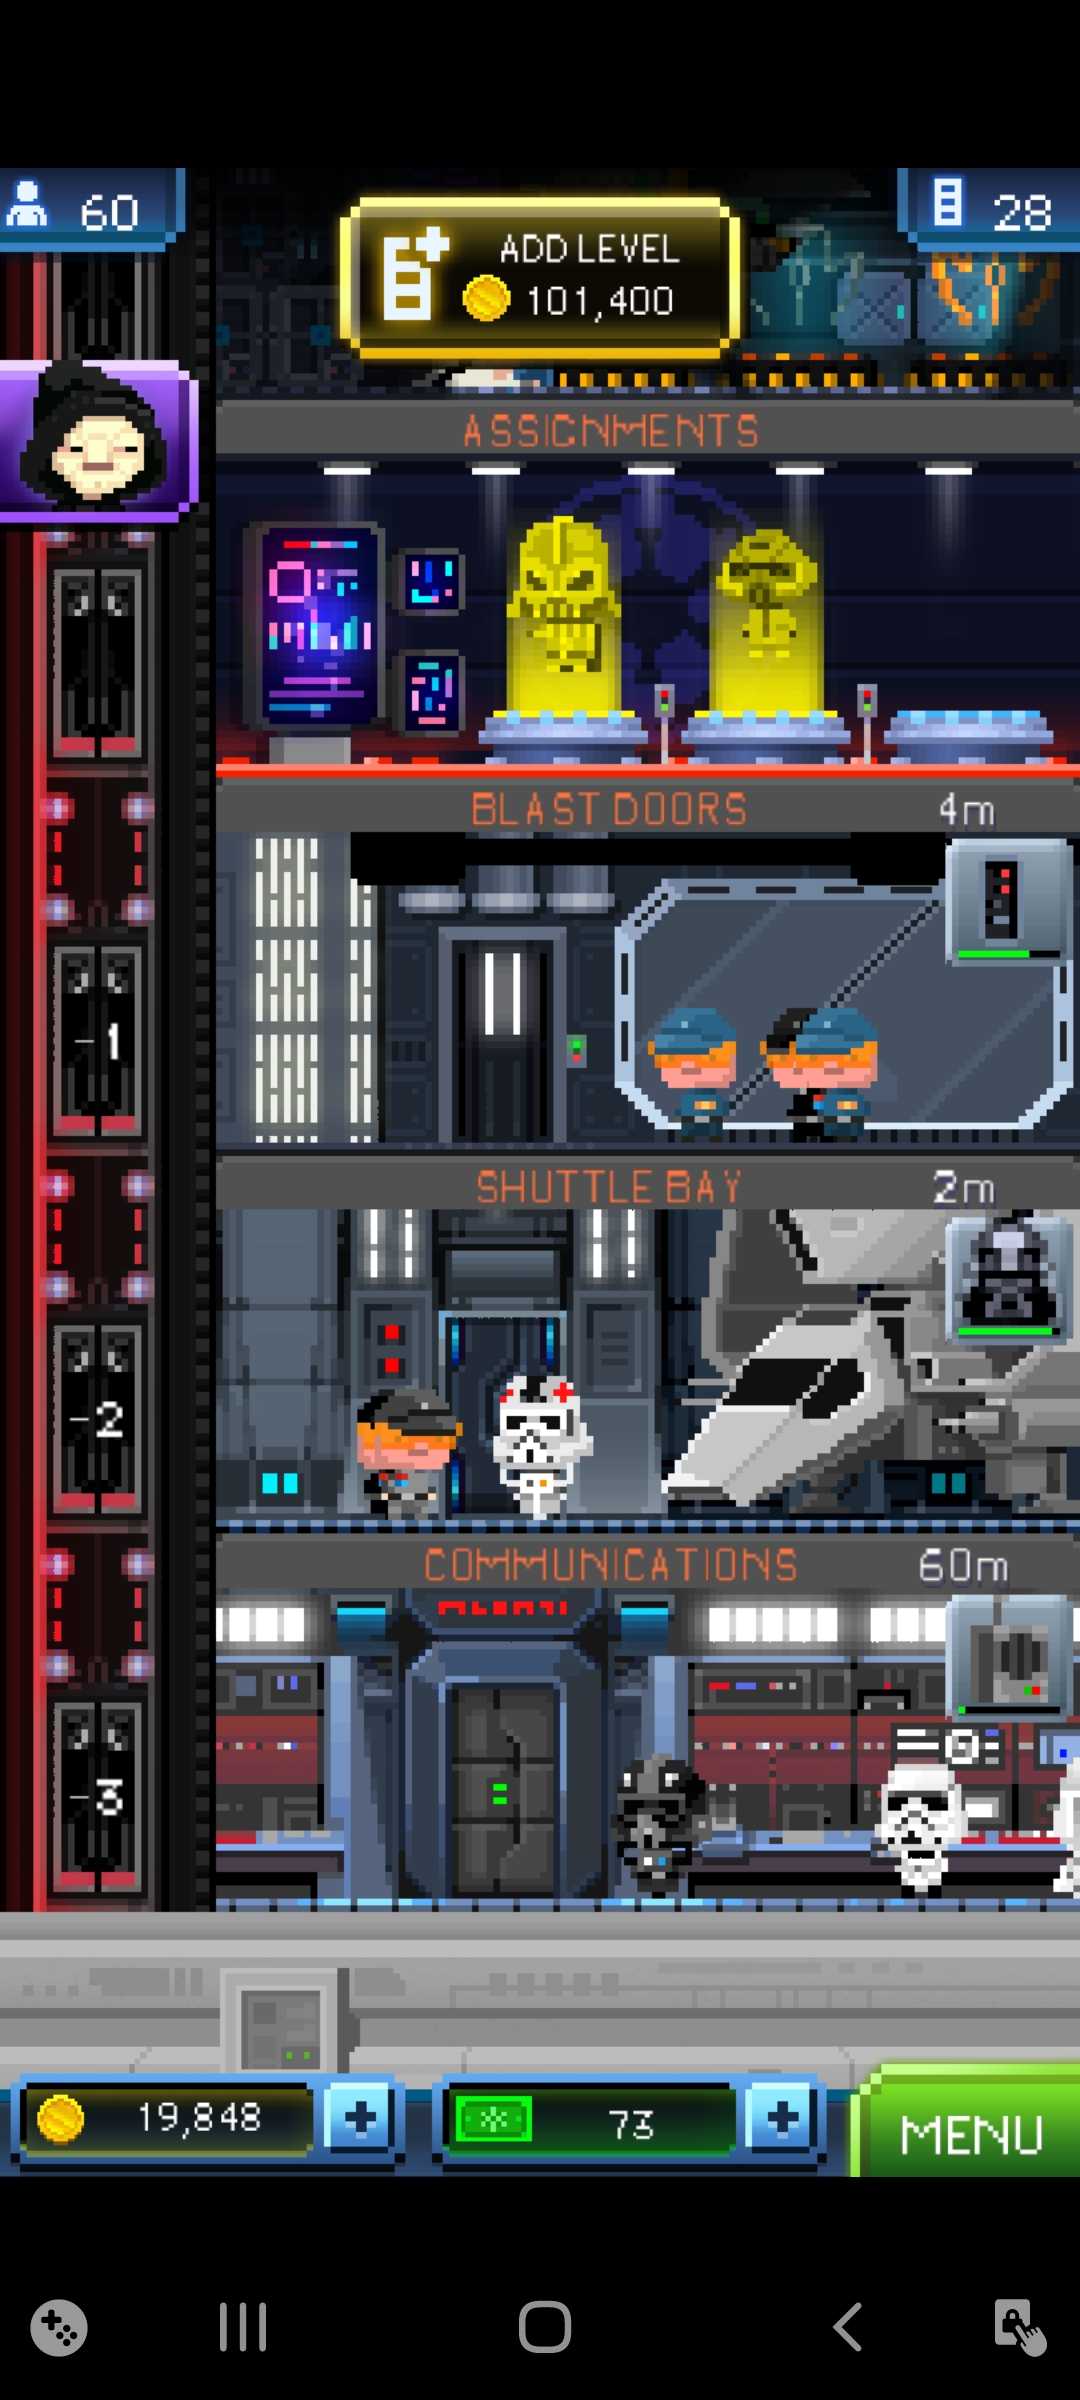 60
ADD LEVEL
101,400
28
ASSIGNMENTS
BLAST DOORS 4m
-1
SHUTTLE BAY 2m
-2
COMMUNICATIONS 60m
-3
19,848
73
MENU